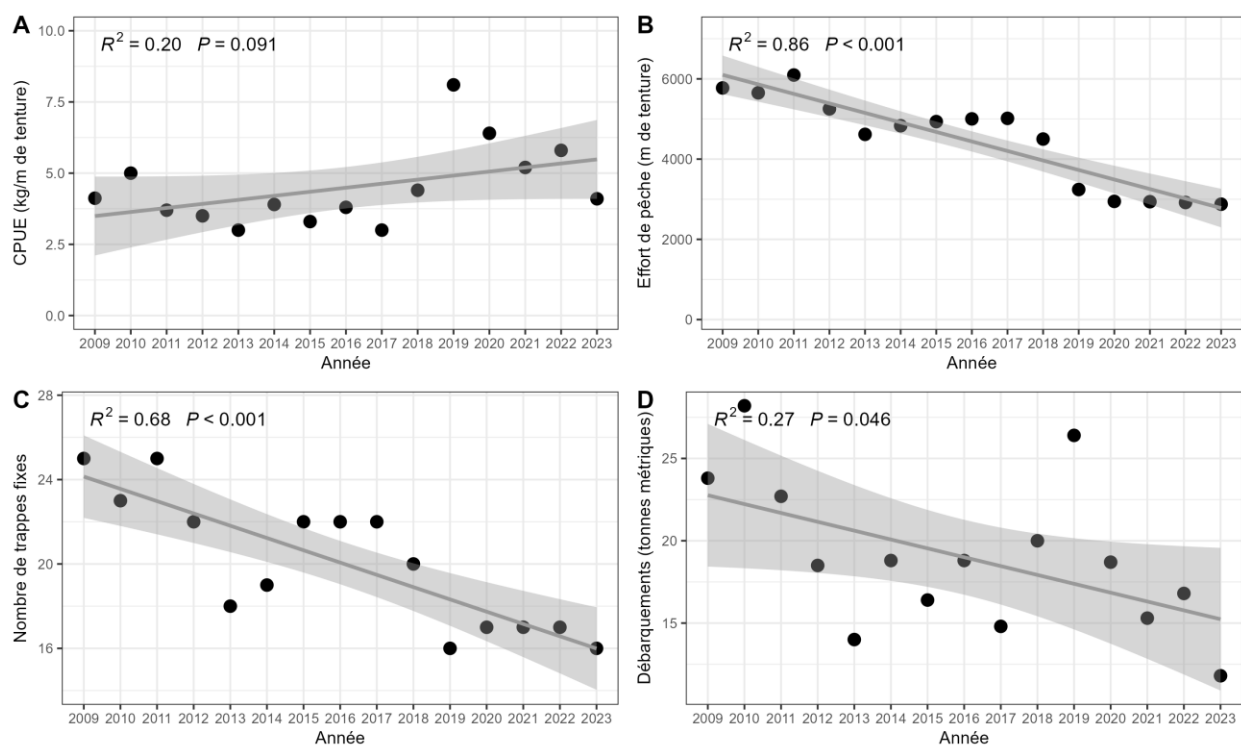 A
R² = 0.20 P = 0.091
CPUE (kg/m de tenture)
10.0
7.5
5.0
2.5
0.0
2009 2010 2011 2012 2013 2014 2015 2016 2017 2018 2019 2020 2021 2022 2023
Année
B
R² = 0.86 P < 0.001
Effort de pêche (m de tenture)
6000
4000
2000
0
2009 2010 2011 2012 2013 2014 2015 2016 2017 2018 2019 2020 2021 2022 2023
Année
C
R² = 0.68 P < 0.001
Nombre de trappes fixes
28
24
20
16
2009 2010 2011 2012 2013 2014 2015 2016 2017 2018 2019 2020 2021 2022 2023
Année
D
R² = 0.27 P = 0.046
Débarquements (tonnes métriques)
25
20
15
2009 2010 2011 2012 2013 2014 2015 2016 2017 2018 2019 2020 2021 2022 2023
Année